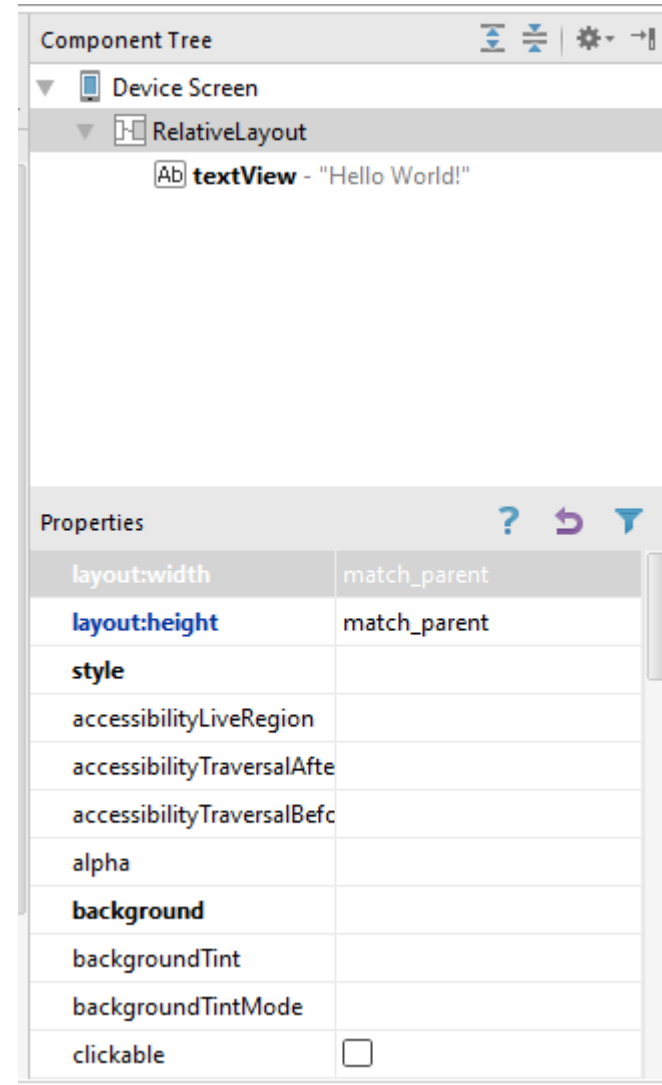 Component Tree
Device Screen
RelativeLayout
Ab textView - "Hello World!"
Properties
?
layout:width match_parent
layout:height match_parent
style
accessibilityLiveRegion
accessibilityTraversalAfte
accessibilityTraversalBefo
alpha
background
backgroundTint
backgroundTintMode
clickable